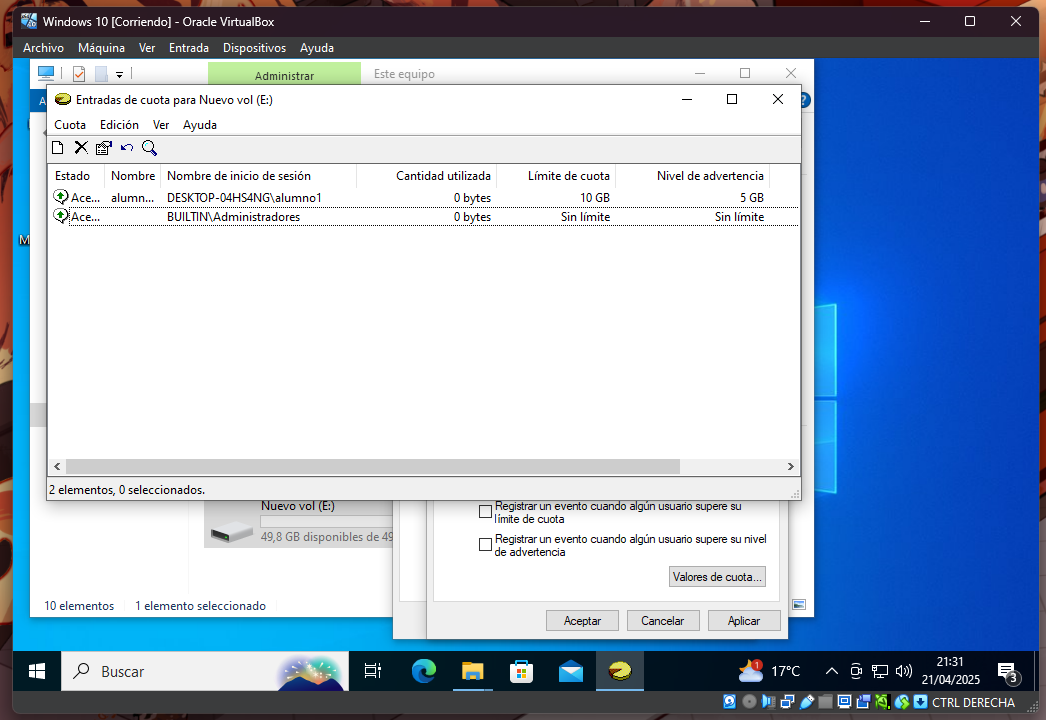 Windows 10 [Corriendo] - Oracle VirtualBox
Archivo Máquina Ver Entrada Dispositivos Ayuda
Administrar Este equipo
Entradas de cuota para Nuevo vol (E:)
Cuota Edición Ver Ayuda
Estado Nombre Nombre de inicio de sesión Cantidad utilizada Límite de cuota Nivel de advertencia
Ace... alumn... DESKTOP-04HS4NG\alumno1 0 bytes 10 GB 5 GB
Ace... BUILTIN\Administradores 0 bytes Sin límite Sin límite
2 elementos, 0 seleccionados.
Nuevo vol (E:)
49,8 GB disponibles de 49
Registrar un evento cuando algún usuario supere su
límite de cuota
Registrar un evento cuando algún usuario supere su nivel
de advertencia
Valores de cuota...
10 elementos 1 elemento seleccionado
Aceptar Cancelar Aplicar
Buscar
1
17°C
21:31
21/04/2025
3
CTRL DERECHA